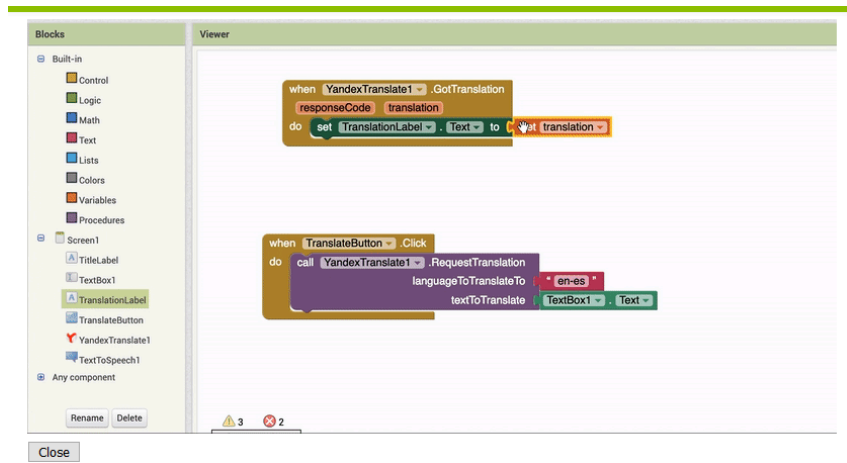 Blocks
Viewer
Built-in
Control
Logic
Math
Text
Lists
Colors
Variables
Procedures
Screen1
TitleLabel
TextBox1
TranslationLabel
TranslateButton
YandexTranslate1
TextToSpeech1
Any component
Rename Delete
when YandexTranslate1 .GotTranslation
responseCode translation
do set TranslationLabel . Text to translation
when TranslateButton .Click
do call YandexTranslate1 .RequestTranslation
languageToTranslateTo " en-es "
textToTranslate TextBox1 . Text
3 2
Close